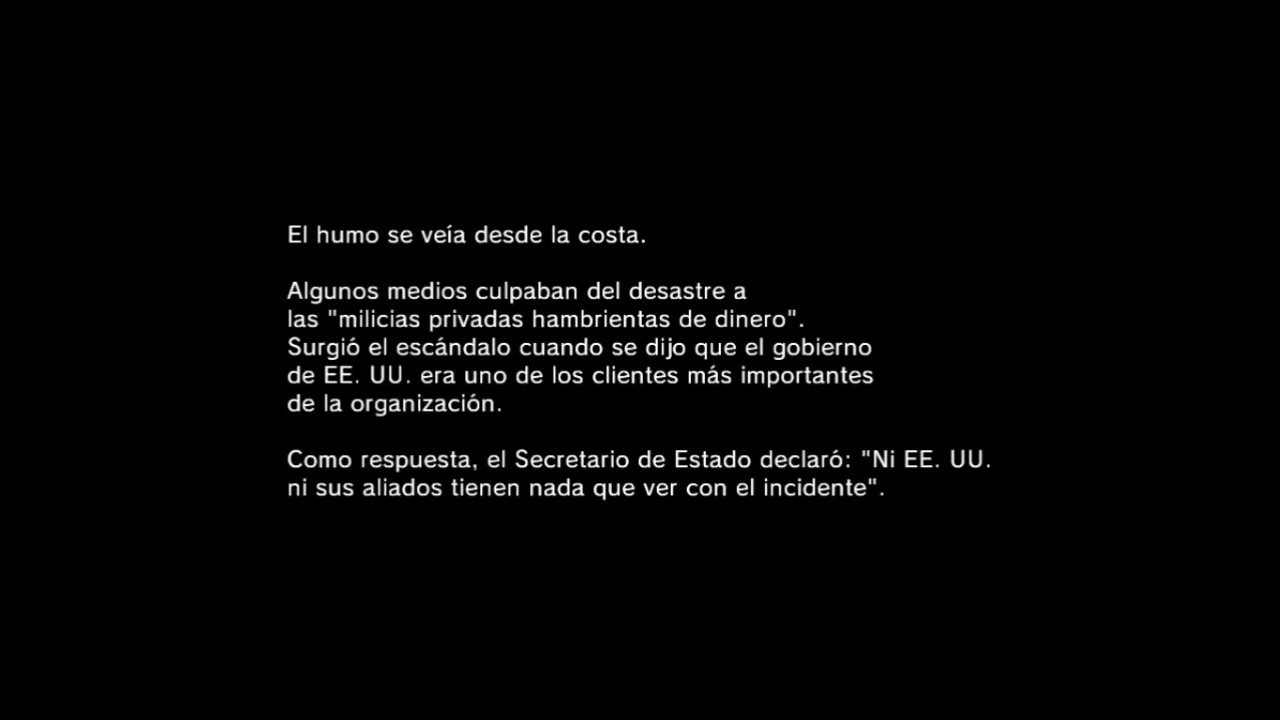 El humo se veía desde la costa.
Algunos medios culpaban del desastre a
las "milicias privadas hambrientas de dinero".
Surgió el escándalo cuando se dijo que el gobierno
de EE. UU. era uno de los clientes más importantes
de la organización.
Como respuesta, el Secretario de Estado declaró: "Ni EE. UU.
ni sus aliados tienen nada que ver con el incidente".